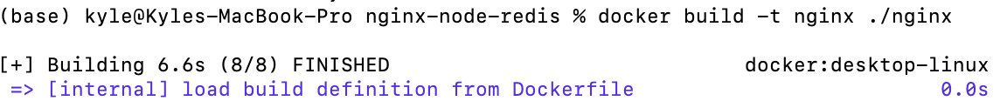 (base) kyle@Kyles-MacBook-Pro nginx-node-redis % docker build -t nginx ./nginx
[+] Building 6.6s (8/8) FINISHED docker:desktop-linux
=> [internal] load build definition from Dockerfile 0.0s